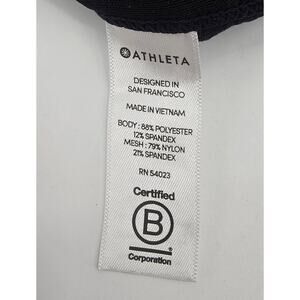 ATHLETA
DESIGNED IN
SAN FRANCISCO
MADE IN VIETNAM
BODY : 88% POLYESTER
12% SPANDEX
MESH : 79% NYLON
21% SPANDEX
RN 54023
Certified
B
Corporation